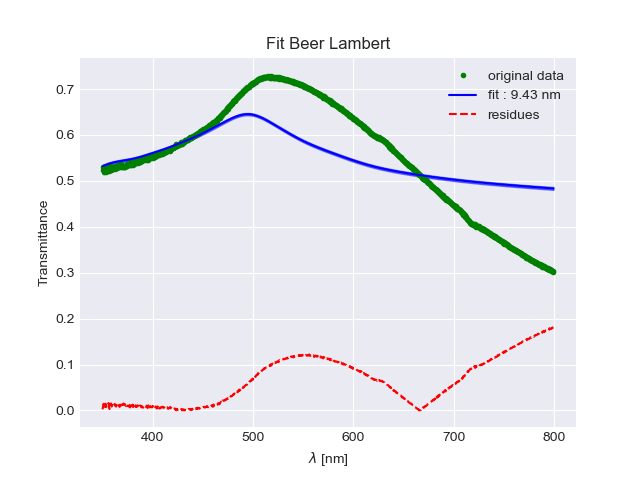 Fit Beer Lambert
original data
fit : 9.43 nm
residues
Transmittance
0.7
0.6
0.5
0.4
0.3
0.2
0.1
0.0
400 500 600 700 800
λ [nm]